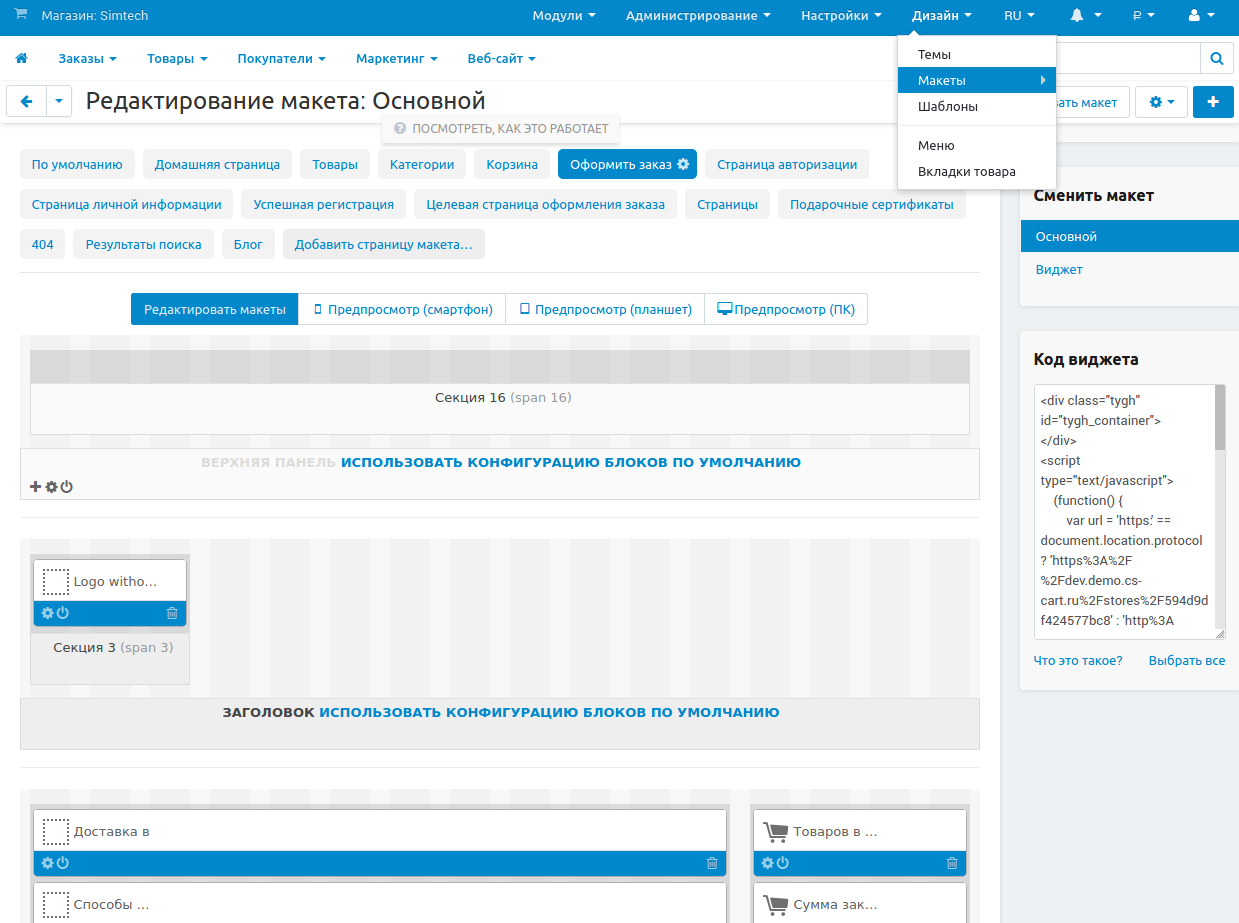 Магазин: Simtech
Модули
Администрирование
Настройки
Дизайн
RU
₽
Заказы
Товары
Покупатели
Маркетинг
Веб-сайт
Темы
Макеты
Шаблоны
Меню
Вкладки товара
Редактирование макета: Основной
ать макет
ПОСМОТРЕТЬ, КАК ЭТО РАБОТАЕТ
По умолчанию
Домашняя страница
Товары
Категории
Корзина
Оформить заказ
Страница авторизации
Страница личной информации
Успешная регистрация
Целевая страница оформления заказа
Страницы
Подарочные сертификаты
404
Результаты поиска
Блог
Добавить страницу макета…
Редактировать макеты
Предпросмотр (смартфон)
Предпросмотр (планшет)
Предпросмотр (ПК)
Секция 16 (span 16)
ВЕРХНЯЯ ПАНЕЛЬ ИСПОЛЬЗОВАТЬ КОНФИГУРАЦИЮ БЛОКОВ ПО УМОЛЧАНИЮ
Logo witho…
Секция 3 (span 3)
ЗАГОЛОВОК ИСПОЛЬЗОВАТЬ КОНФИГУРАЦИЮ БЛОКОВ ПО УМОЛЧАНИЮ
Доставка в
Товаров в …
Способы …
Сумма зак…
Сменить макет
Основной
Виджет
Код виджета
<div class="tygh"
id="tygh_container">
</div>
<script
type="text/javascript">
(function() {
var url = 'https:' ==
document.location.protocol
? 'https%3A%2F
%2Fdev.demo.cs-
cart.ru%2Fstores%2F594d9d
f424577bc8' : 'http%3A
Что это такое?
Выбрать все